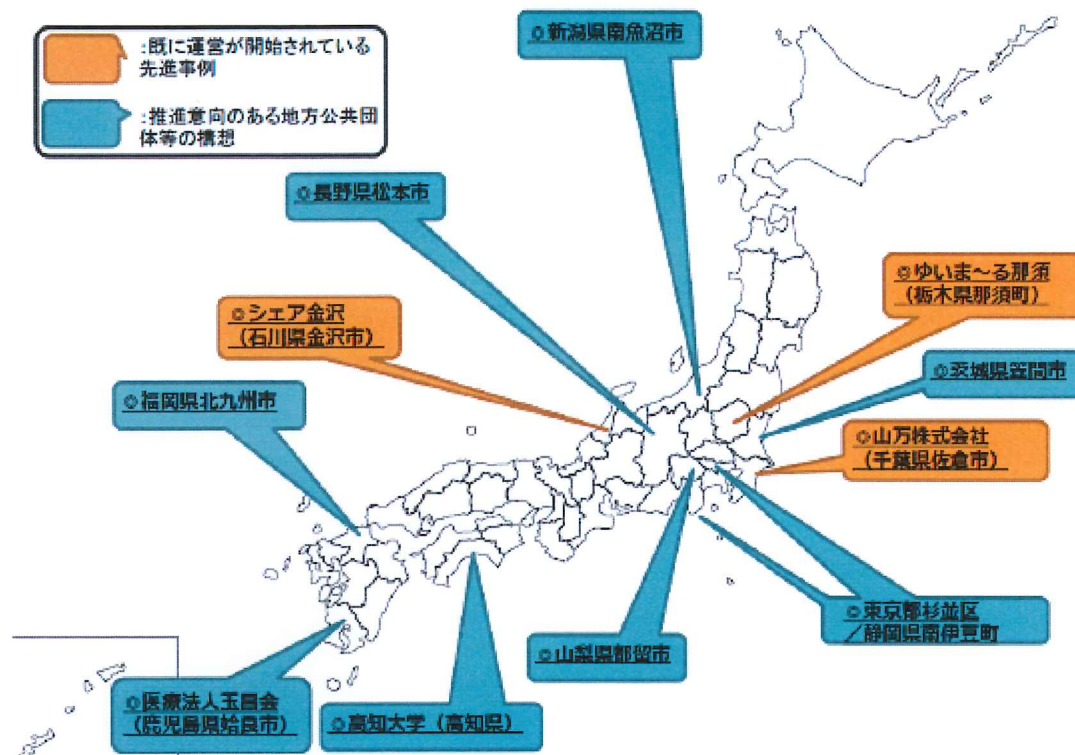 :既に運営が開始されている
先進事例
:推進意向のある地方公共団
体等の構想
◎新潟県南魚沼市
◎長野県松本市
◎ゆいま～る那須
(栃木県那須町)
◎シェア金沢
(石川県金沢市)
◎茨城県笠間市
◎福岡県北九州市
◎山万株式会社
(千葉県佐倉市)
◎東京都杉並区
/静岡県南伊豆町
◎山梨県都留市
◎医療法人玉昌会
(鹿児島県姶良市)
◎高知大学(高知県)